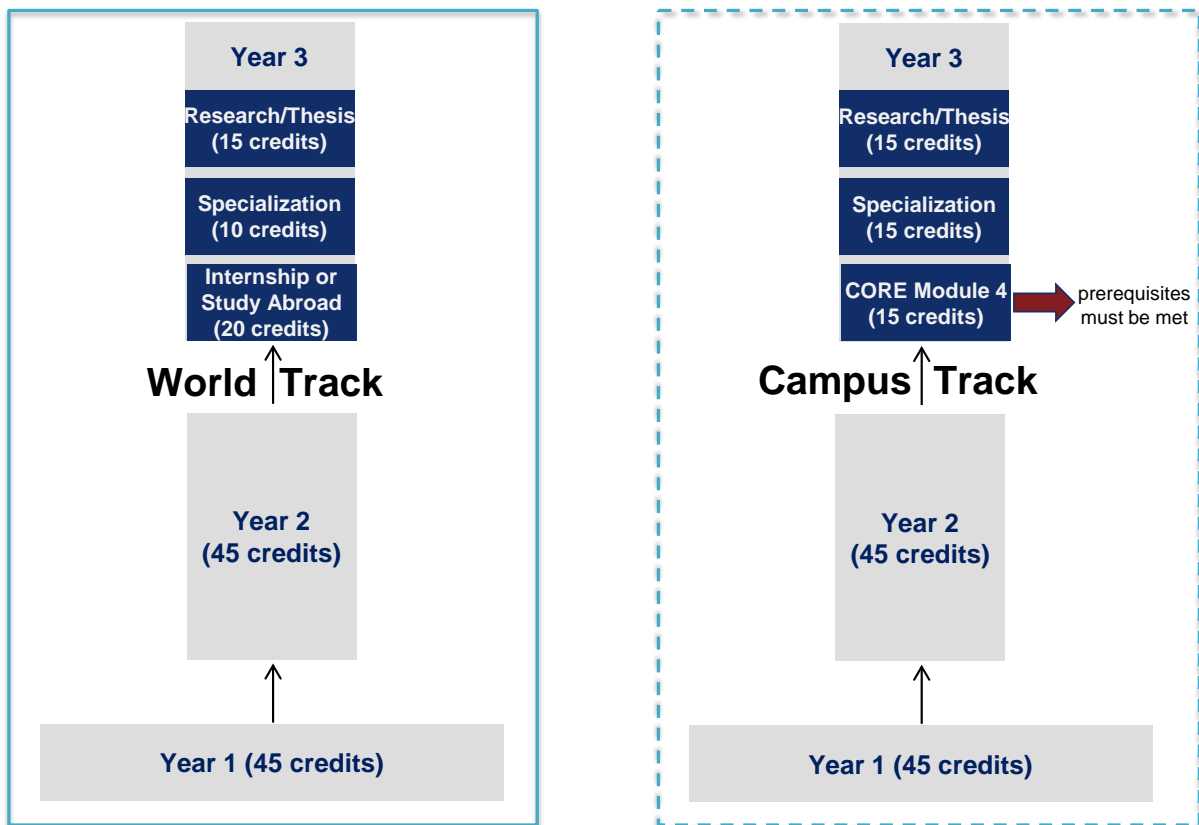 Year 3
Research/Thesis
(15 credits)
Specialization
(10 credits)
Internship or
Study Abroad
(20 credits)
World Track
Year 2
(45 credits)
Year 1 (45 credits)
Year 3
Research/Thesis
(15 credits)
Specialization
(15 credits)
CORE Module 4
(15 credits)
prerequisites
must be met
Campus Track
Year 2
(45 credits)
Year 1 (45 credits)